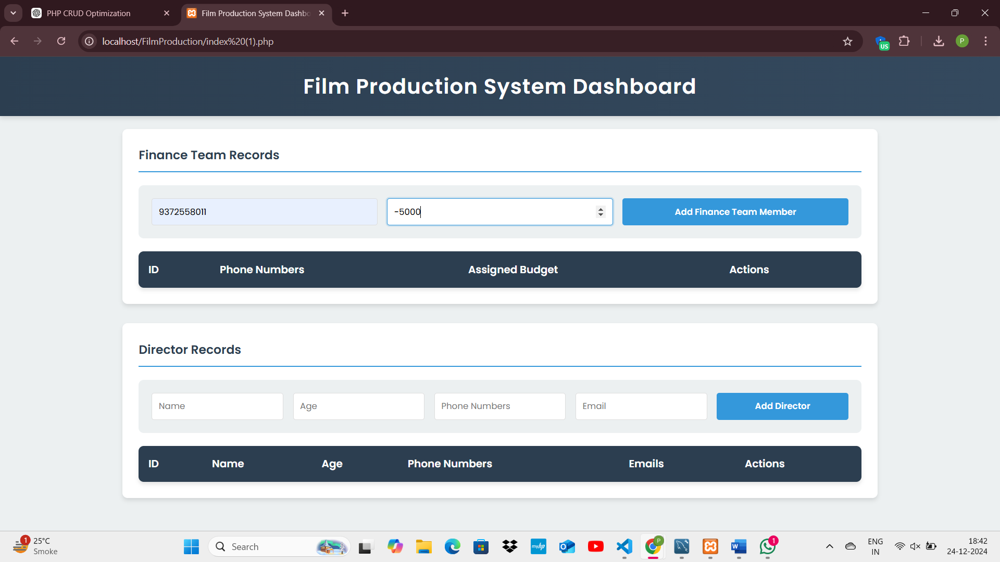 PHP CRUD Optimization
Film Production System Dashbo
localhost/FilmProduction/index%20(1).php
US
P
Film Production System Dashboard
Finance Team Records
9372558011
-5000
Add Finance Team Member
ID Phone Numbers Assigned Budget Actions
Director Records
Name Age Phone Numbers Email Add Director
ID Name Age Phone Numbers Emails Actions
1
25°C
Smoke
Search
myhp
P
1
ENG
IN
18:42
24-12-2024